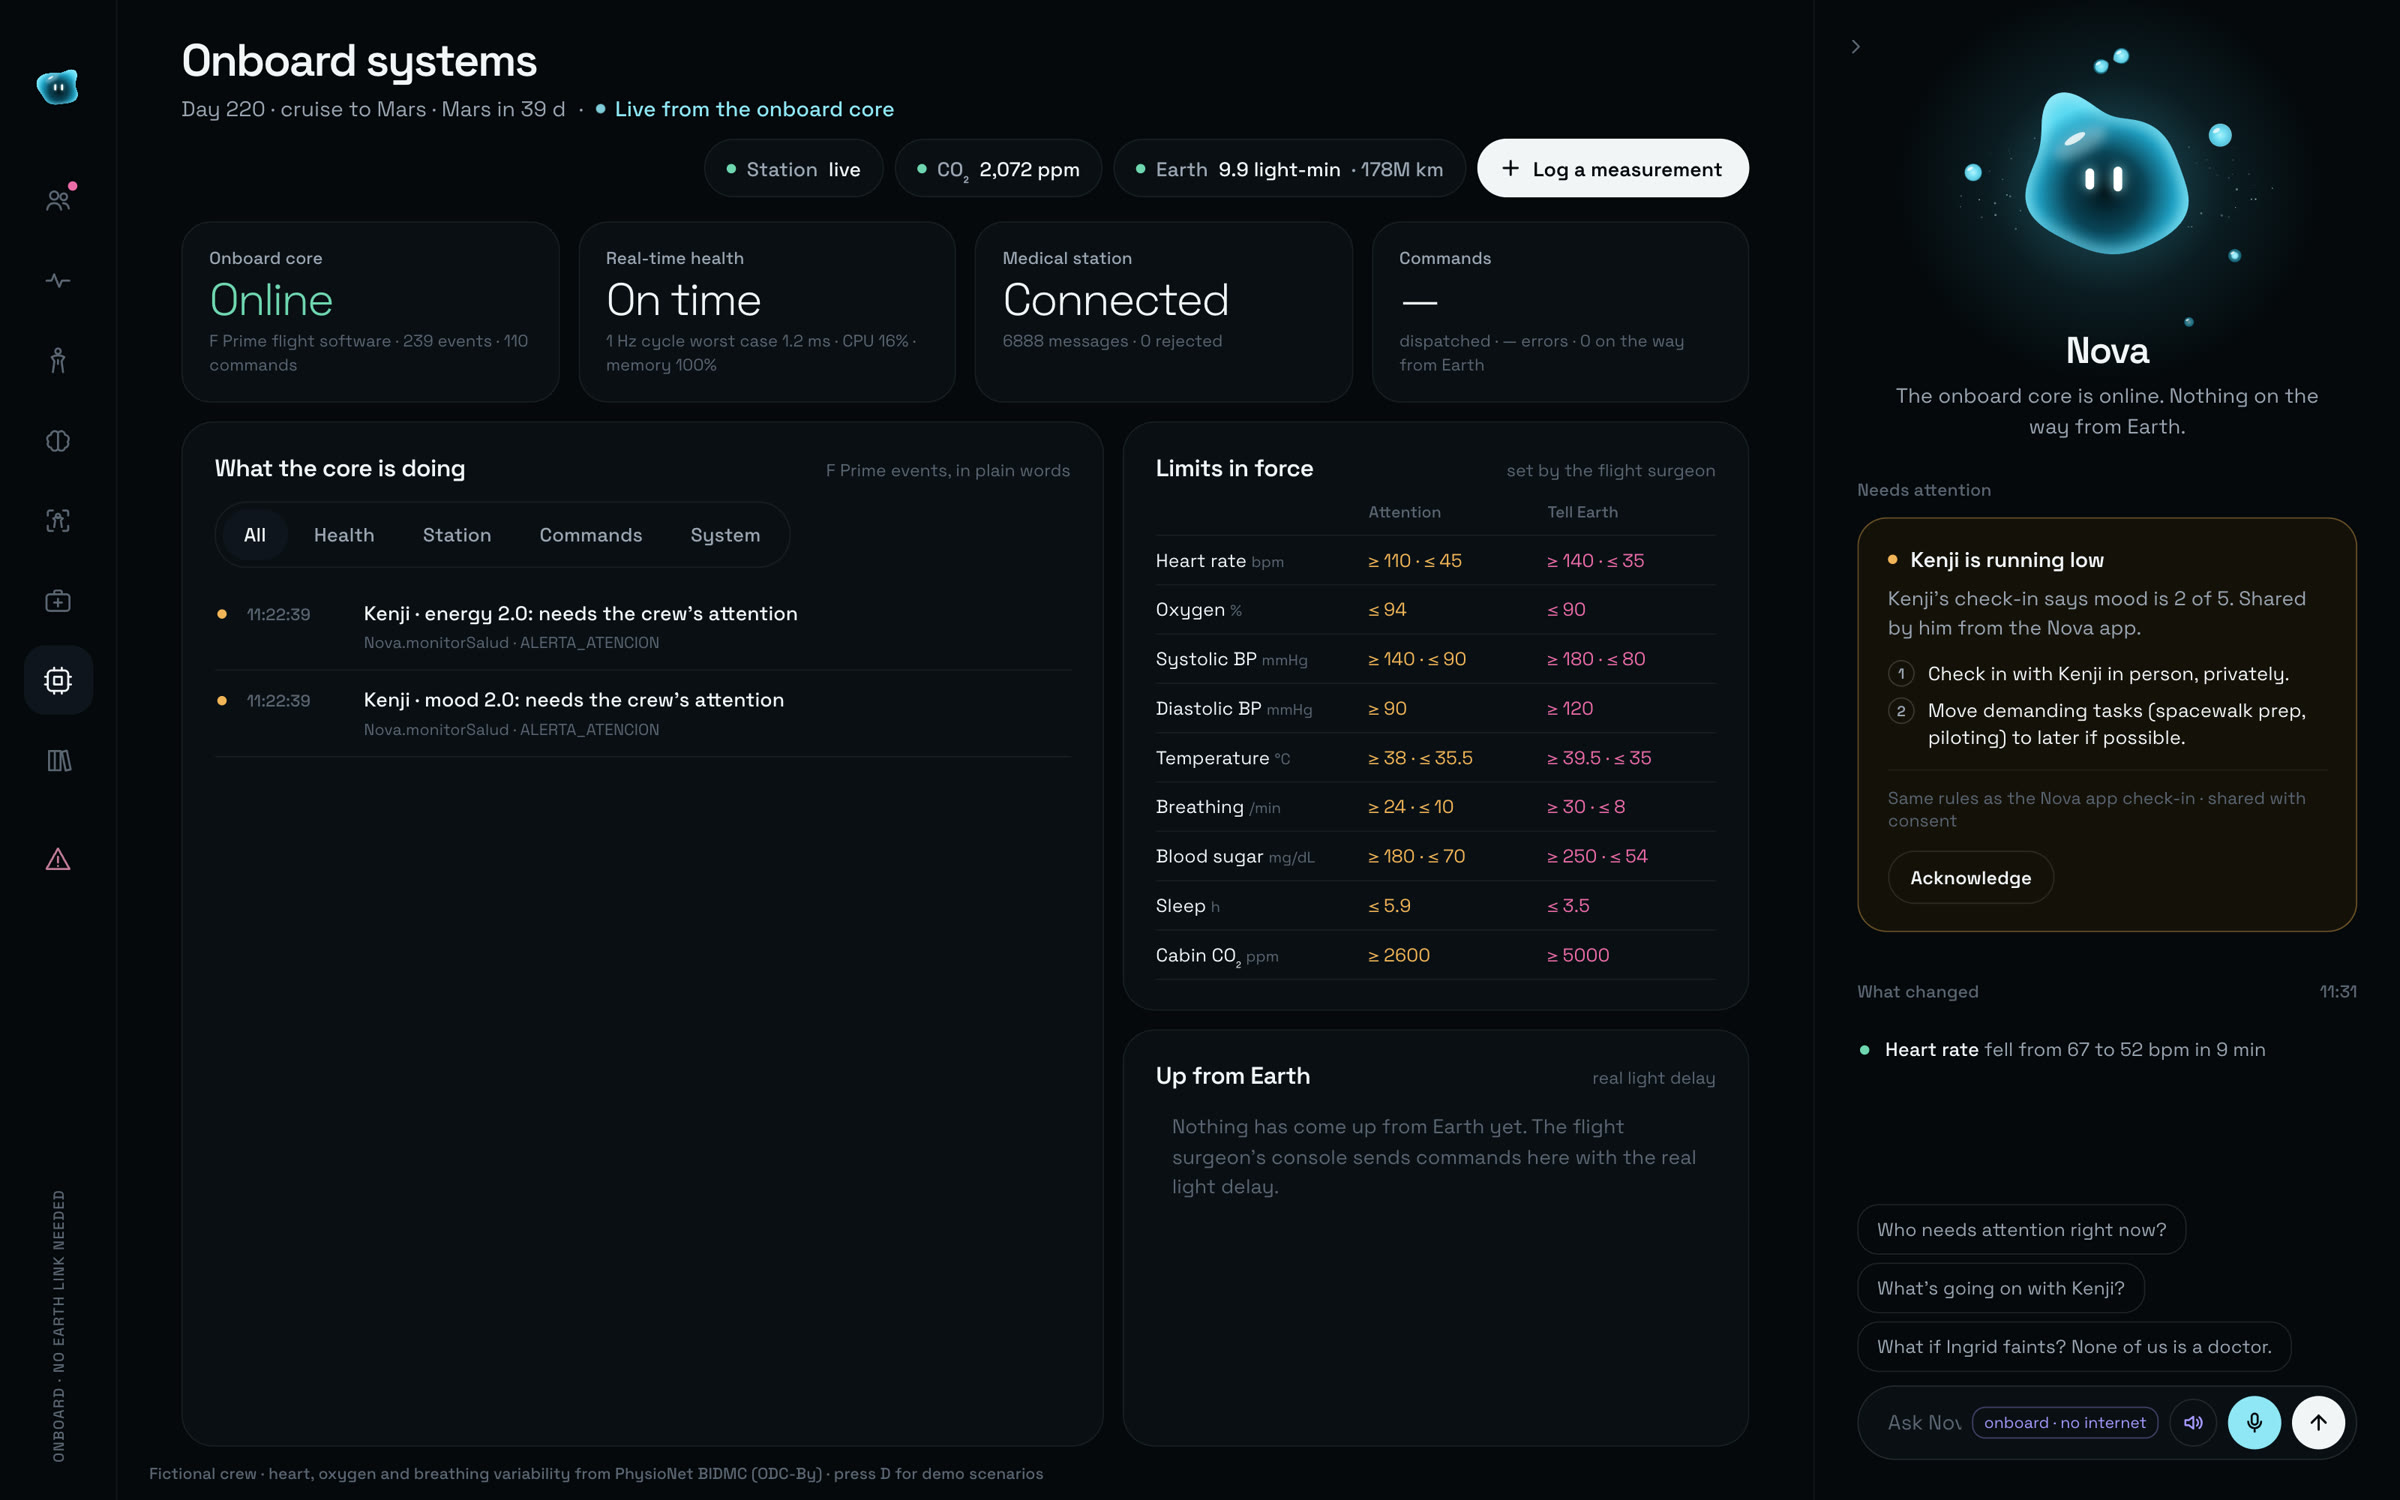 Onboard systems
Day 220 · cruise to Mars · Mars in 39 d · Live from the onboard core
Station live
CO₂ 2,072 ppm
Earth 9.9 light-min · 178M km
+ Log a measurement
Onboard core
Online
F Prime flight software · 239 events · 110
commands
Real-time health
On time
1 Hz cycle worst case 1.2 ms · CPU 16% ·
memory 100%
Medical station
Connected
6888 messages · 0 rejected
Commands
—
dispatched · — errors · 0 on the way
from Earth
What the core is doing
F Prime events, in plain words
All Health Station Commands System
11:22:39 Kenji · energy 2.0: needs the crew's attention
Nova.monitorSalud · ALERTA_ATENCION
11:22:39 Kenji · mood 2.0: needs the crew's attention
Nova.monitorSalud · ALERTA_ATENCION
Limits in force
set by the flight surgeon
Attention Tell Earth
Heart rate bpm ≥ 110 · ≤ 45 ≥ 140 · ≤ 35
Oxygen % ≤ 94 ≤ 90
Systolic BP mmHg ≥ 140 · ≤ 90 ≥ 180 · ≤ 80
Diastolic BP mmHg ≥ 90 ≥ 120
Temperature °C ≥ 38 · ≤ 35.5 ≥ 39.5 · ≤ 35
Breathing /min ≥ 24 · ≤ 10 ≥ 30 · ≤ 8
Blood sugar mg/dL ≥ 180 · ≤ 70 ≥ 250 · ≤ 54
Sleep h ≤ 5.9 ≤ 3.5
Cabin CO₂ ppm ≥ 2600 ≥ 5000
Up from Earth
real light delay
Nothing has come up from Earth yet. The flight
surgeon's console sends commands here with the real
light delay.
ONBOARD · NO EARTH LINK NEEDED
Fictional crew · heart, oxygen and breathing variability from PhysioNet BIDMC (ODC-By) · press D for demo scenarios
Nova
The onboard core is online. Nothing on the
way from Earth.
Needs attention
Kenji is running low
Kenji's check-in says mood is 2 of 5. Shared
by him from the Nova app.
1 Check in with Kenji in person, privately.
2 Move demanding tasks (spacewalk prep,
piloting) to later if possible.
Same rules as the Nova app check-in · shared with
consent
Acknowledge
What changed 11:31
Heart rate fell from 67 to 52 bpm in 9 min
Who needs attention right now?
What's going on with Kenji?
What if Ingrid faints? None of us is a doctor.
Ask Nov onboard · no internet